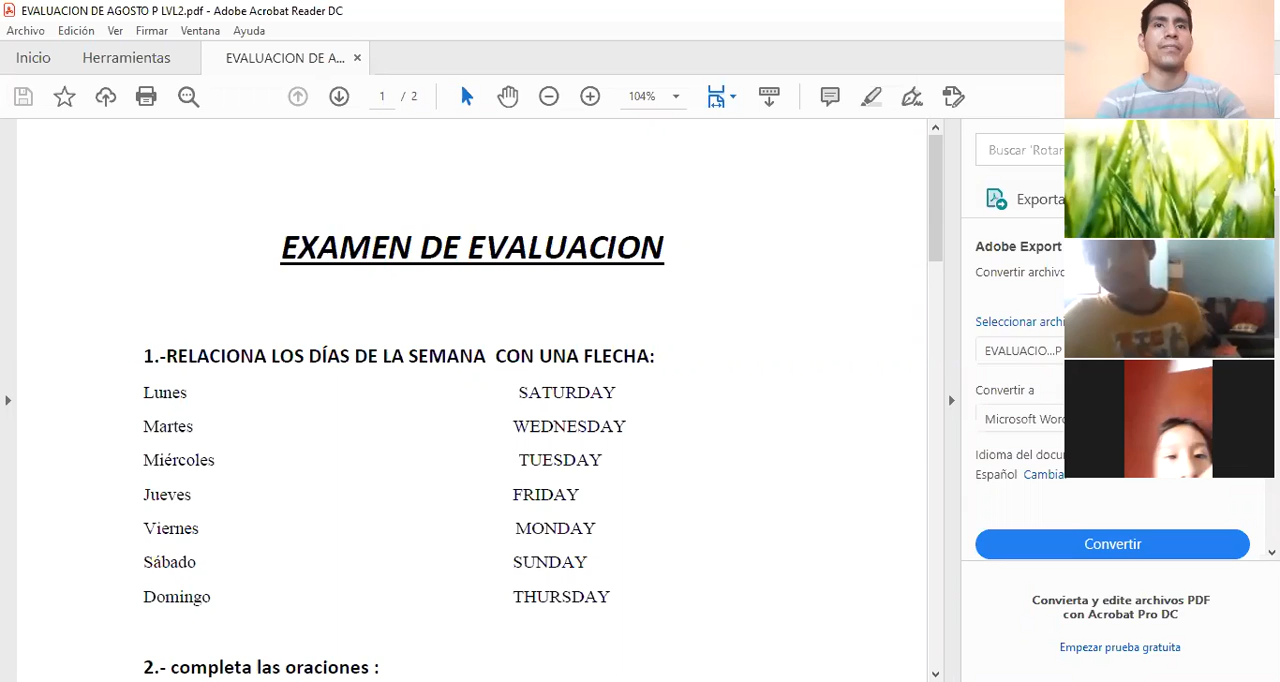 EVALUACION DE AGOSTO P LVL2.pdf - Adobe Acrobat Reader DC
Archivo Edición Ver Firmar Ventana Ayuda
Inicio Herramientas EVALUACION DE A... ×
1 / 2 104%
Buscar 'Rotar
Exporta
EXAMEN DE EVALUACION
Adobe Export
Convertir archivo
Seleccionar archi
EVALUACIO...P
Convertir a
Microsoft Word
Idioma del docu
Español Cambia
1.-RELACIONA LOS DÍAS DE LA SEMANA CON UNA FLECHA:
Lunes SATURDAY
Martes WEDNESDAY
Miércoles TUESDAY
Jueves FRIDAY
Viernes MONDAY
Sábado SUNDAY
Domingo THURSDAY
2.- completa las oraciones :
Convertir
Convierta y edite archivos PDF
con Acrobat Pro DC
Empezar prueba gratuita